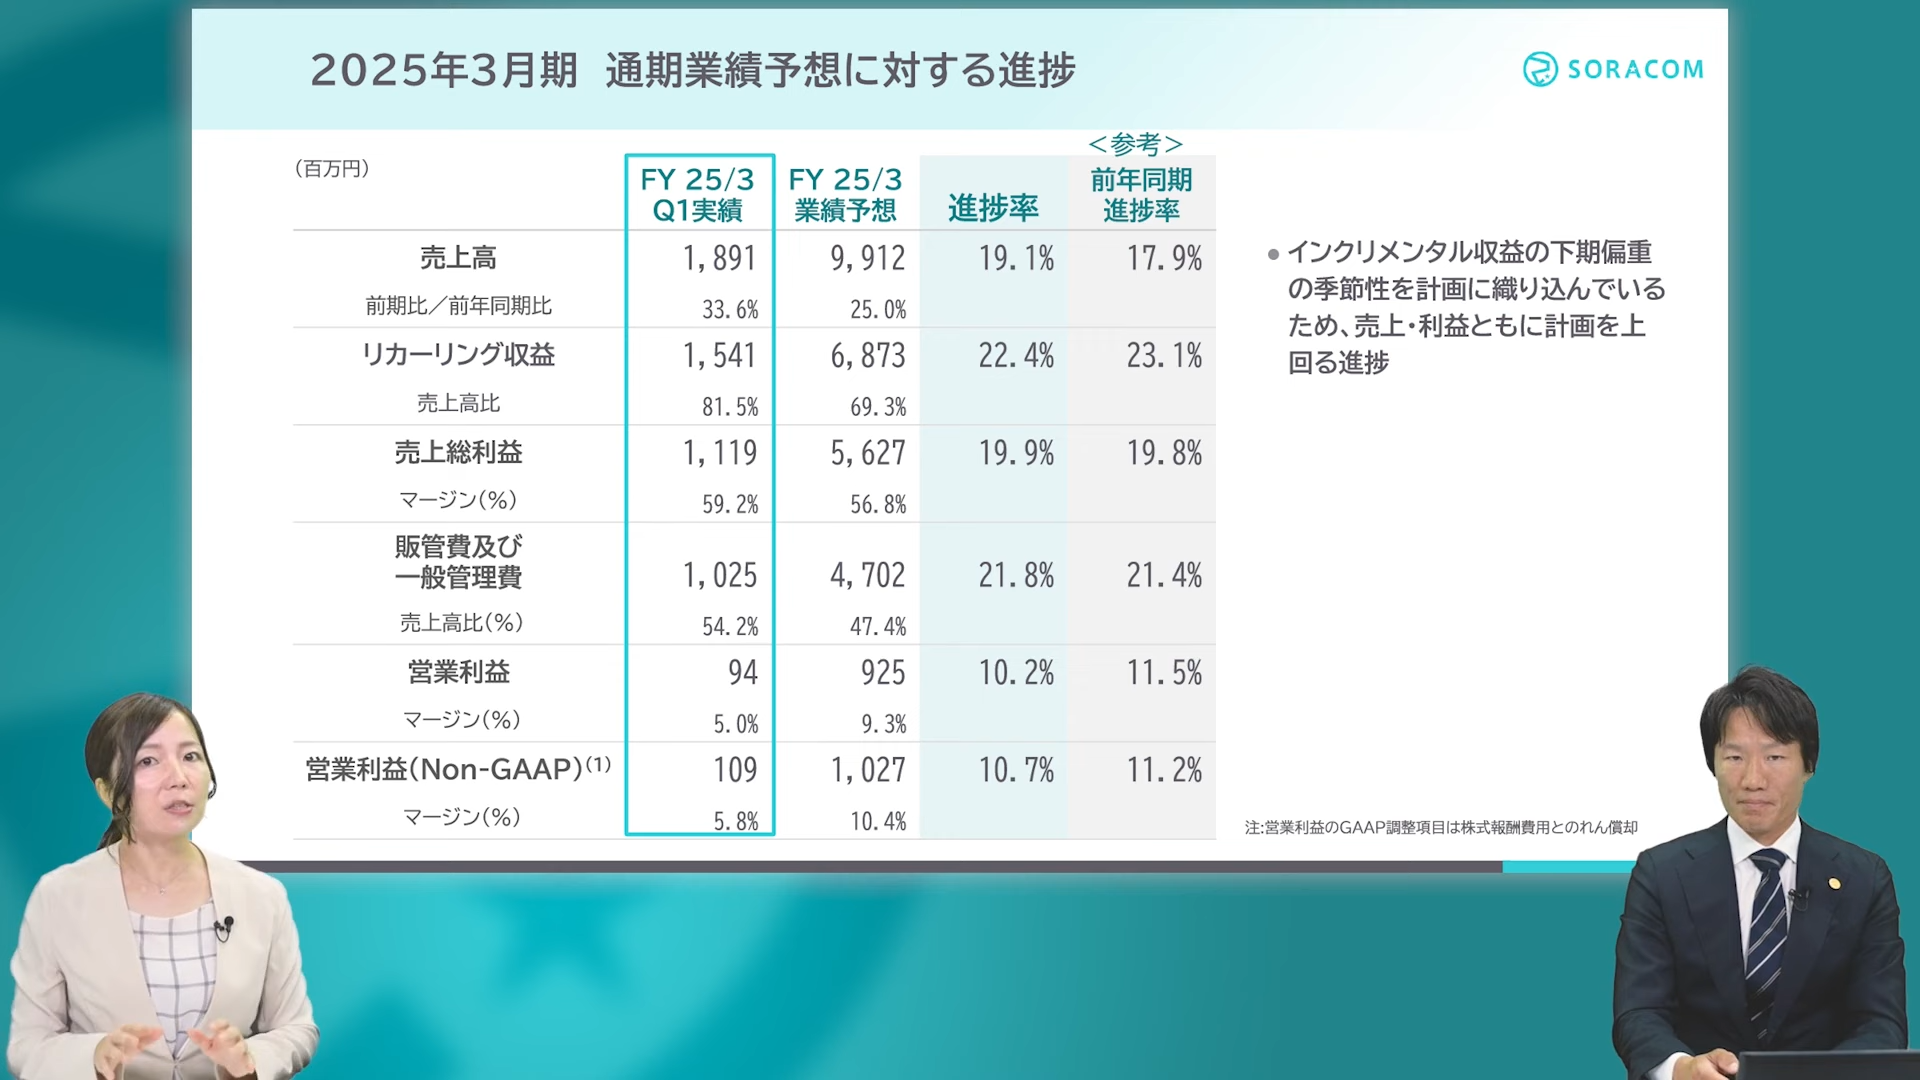 2025年3月期 通期業績予想に対する進捗
SORACOM
(百万円)
<参考>
FY 25/3 Q1実績
FY 25/3 業績予想
進捗率
前年同期 進捗率
売上高 1,891 9,912 19.1% 17.9%
前期比／前年同期比 33.6% 25.0%
リカーリング収益 1,541 6,873 22.4% 23.1%
売上高比 81.5% 69.3%
売上総利益 1,119 5,627 19.9% 19.8%
マージン(%) 59.2% 56.8%
販管費及び
一般管理費 1,025 4,702 21.8% 21.4%
売上高比(%) 54.2% 47.4%
営業利益 94 925 10.2% 11.5%
マージン(%) 5.0% 9.3%
営業利益(Non-GAAP)(1) 109 1,027 10.7% 11.2%
マージン(%) 5.8% 10.4%
● インクリメンタル収益の下期偏重
の季節性を計画に織り込んでいる
ため、売上・利益ともに計画を上
回る進捗
注:営業利益のGAAP調整項目は株式報酬費用とのれん償却